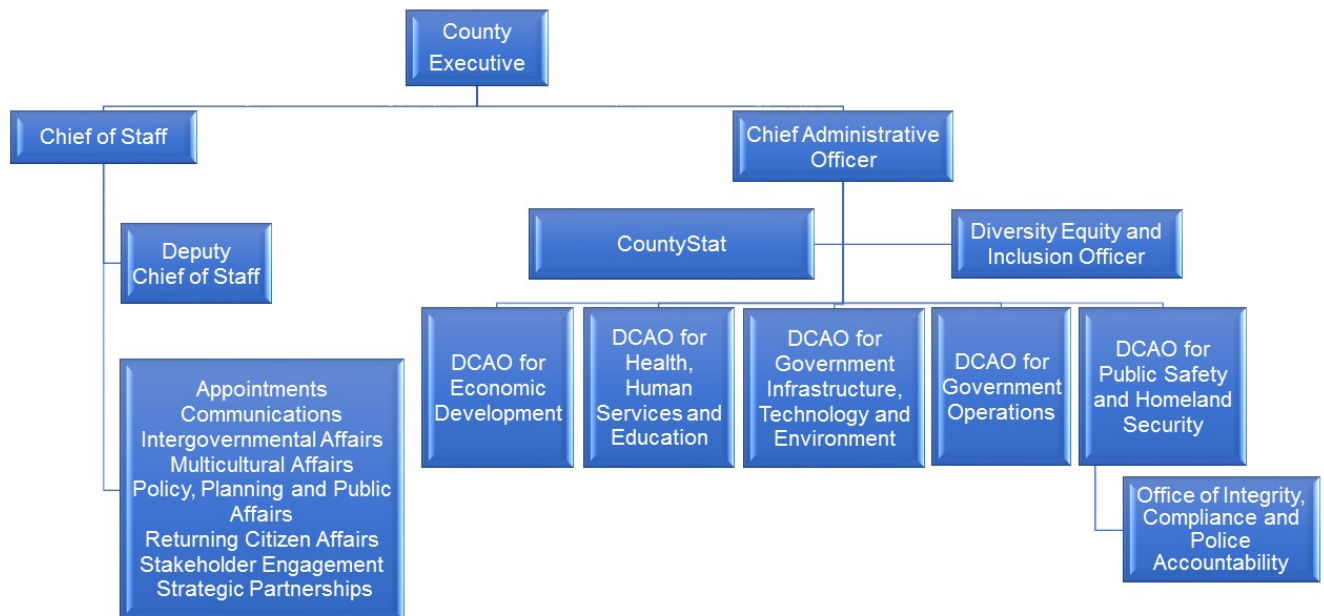 County
Executive
Chief of Staff
Chief Administrative
Officer
Deputy
Chief of Staff
CountyStat
Diversity Equity and
Inclusion Officer
Appointments
Communications
Intergovernmental Affairs
Multicultural Affairs
Policy, Planning and Public
Affairs
Returning Citizen Affairs
Stakeholder Engagement
Strategic Partnerships
DCAO for
Economic
Development
DCAO for
Health,
Human
Services and
Education
DCAO for
Government
Infrastructure,
Technology and
Environment
DCAO for
Government
Operations
DCAO for
Public Safety
and Homeland
Security
Office of Integrity,
Compliance and
Police
Accountability